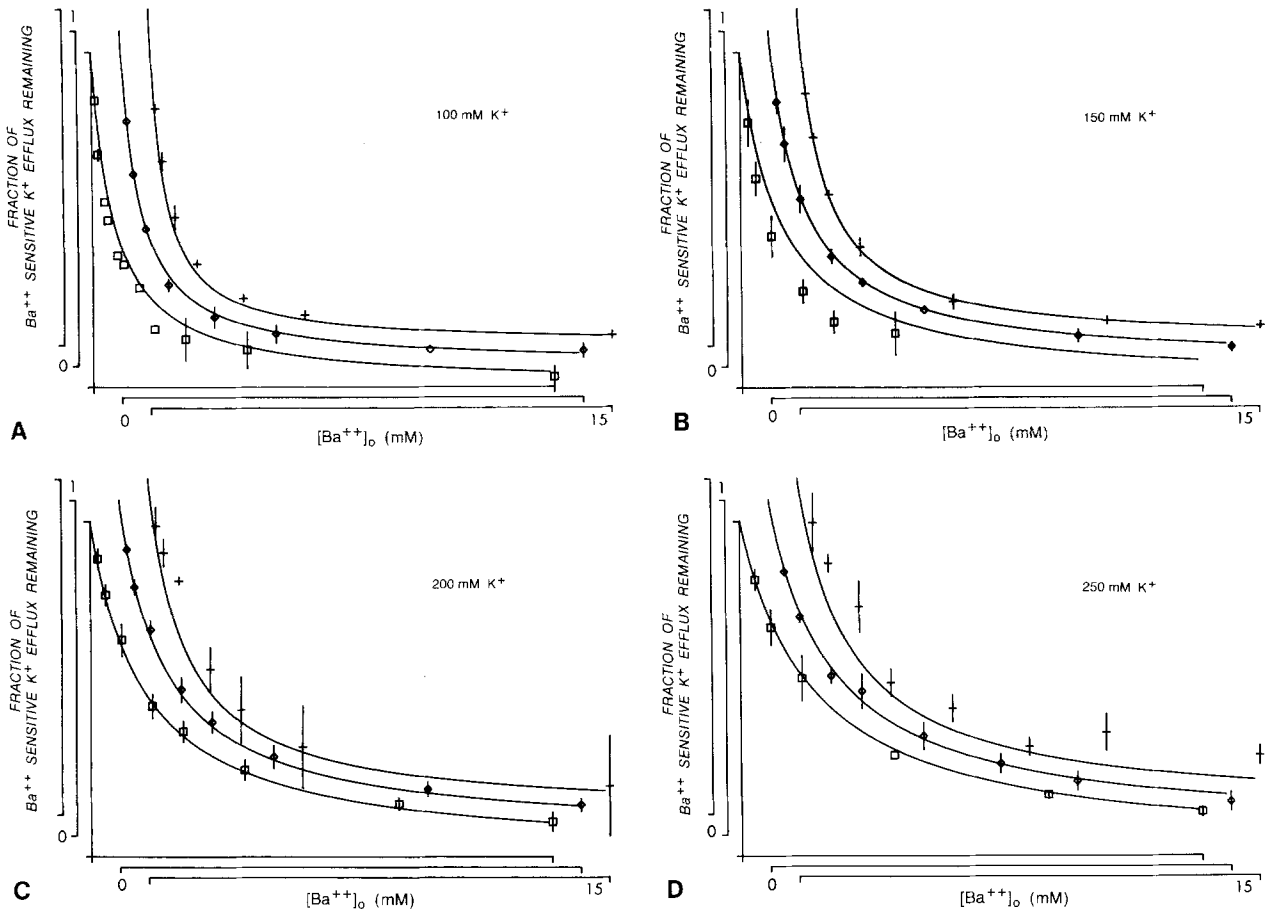 1
FRACTION OF
Ba++ SENSITIVE K+ EFFLUX REMAINING
100 mM K+
0
0
15
[Ba++]o (mM)
A
1
FRACTION OF
Ba++ SENSITIVE K+ EFFLUX REMAINING
150 mM K+
0
0
15
[Ba++]o (mM)
B
1
FRACTION OF
Ba++ SENSITIVE K+ EFFLUX REMAINING
200 mM K+
0
0
15
[Ba++]o (mM)
C
1
FRACTION OF
Ba++ SENSITIVE K+ EFFLUX REMAINING
250 mM K+
0
0
15
[Ba++]o (mM)
D